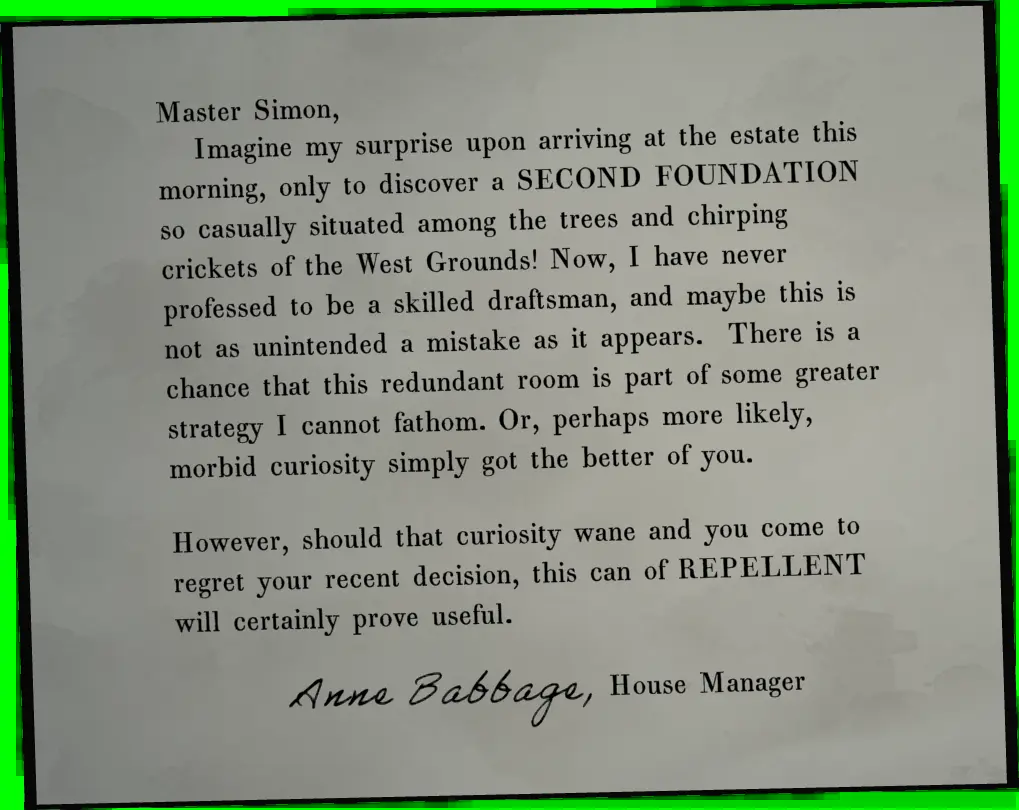 Master Simon,
Imagine my surprise upon arriving at the estate this
morning, only to discover a SECOND FOUNDATION
so casually situated among the trees and chirping
crickets of the West Grounds! Now, I have never
professed to be a skilled draftsman, and maybe this is
not as unintended a mistake as it appears. There is a
chance that this redundant room is part of some greater
strategy I cannot fathom. Or, perhaps more likely,
morbid curiosity simply got the better of you.
However, should that curiosity wane and you come to
regret your recent decision, this can of REPELLENT
will certainly prove useful.
Anne Babbage, House Manager